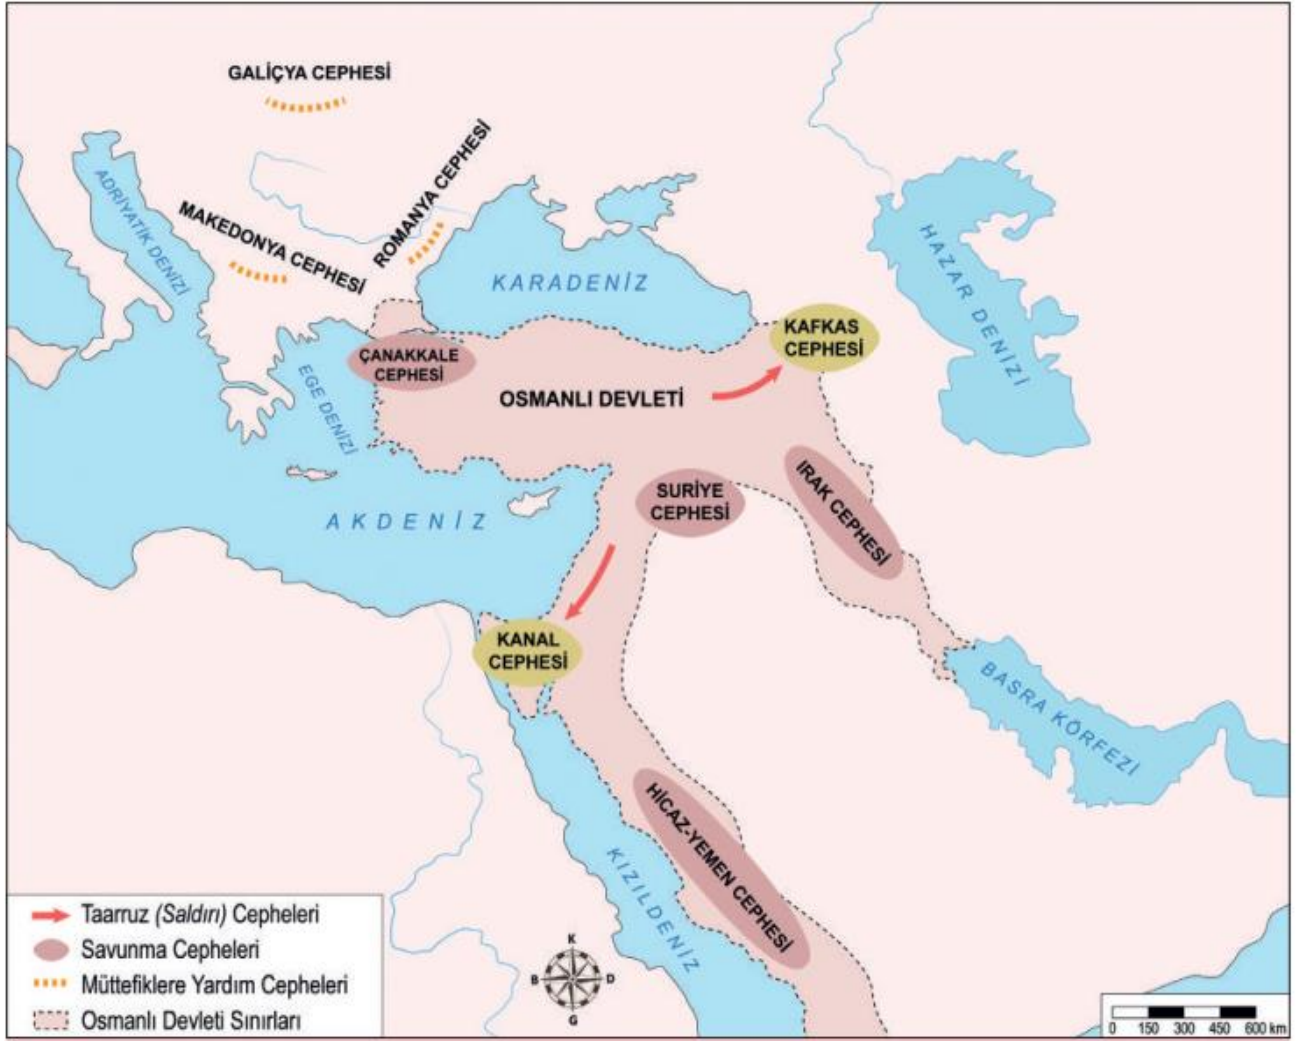 GALİÇYA CEPHESİ
ROMANYA CEPHESİ
MAKEDONYA CEPHESİ
ADRİYATİK DENİZİ
KARADENİZ
HAZAR DENİZİ
KAFKAS
CEPHESİ
ÇANAKKALE
CEPHESİ
EGE DENİZİ
OSMANLI DEVLETİ
IRAK CEPHESİ
SURİYE
CEPHESİ
AKDENİZ
KANAL
CEPHESİ
BASRA KÖRFEZİ
HİCAZ-YEMEN CEPHESİ
KIZILDENİZ
Taarruz (Saldırı) Cepheleri
Savunma Cepheleri
Müttefiklere Yardım Cepheleri
Osmanlı Devleti Sınırları
K
B D
G
0 150 300 450 600 km